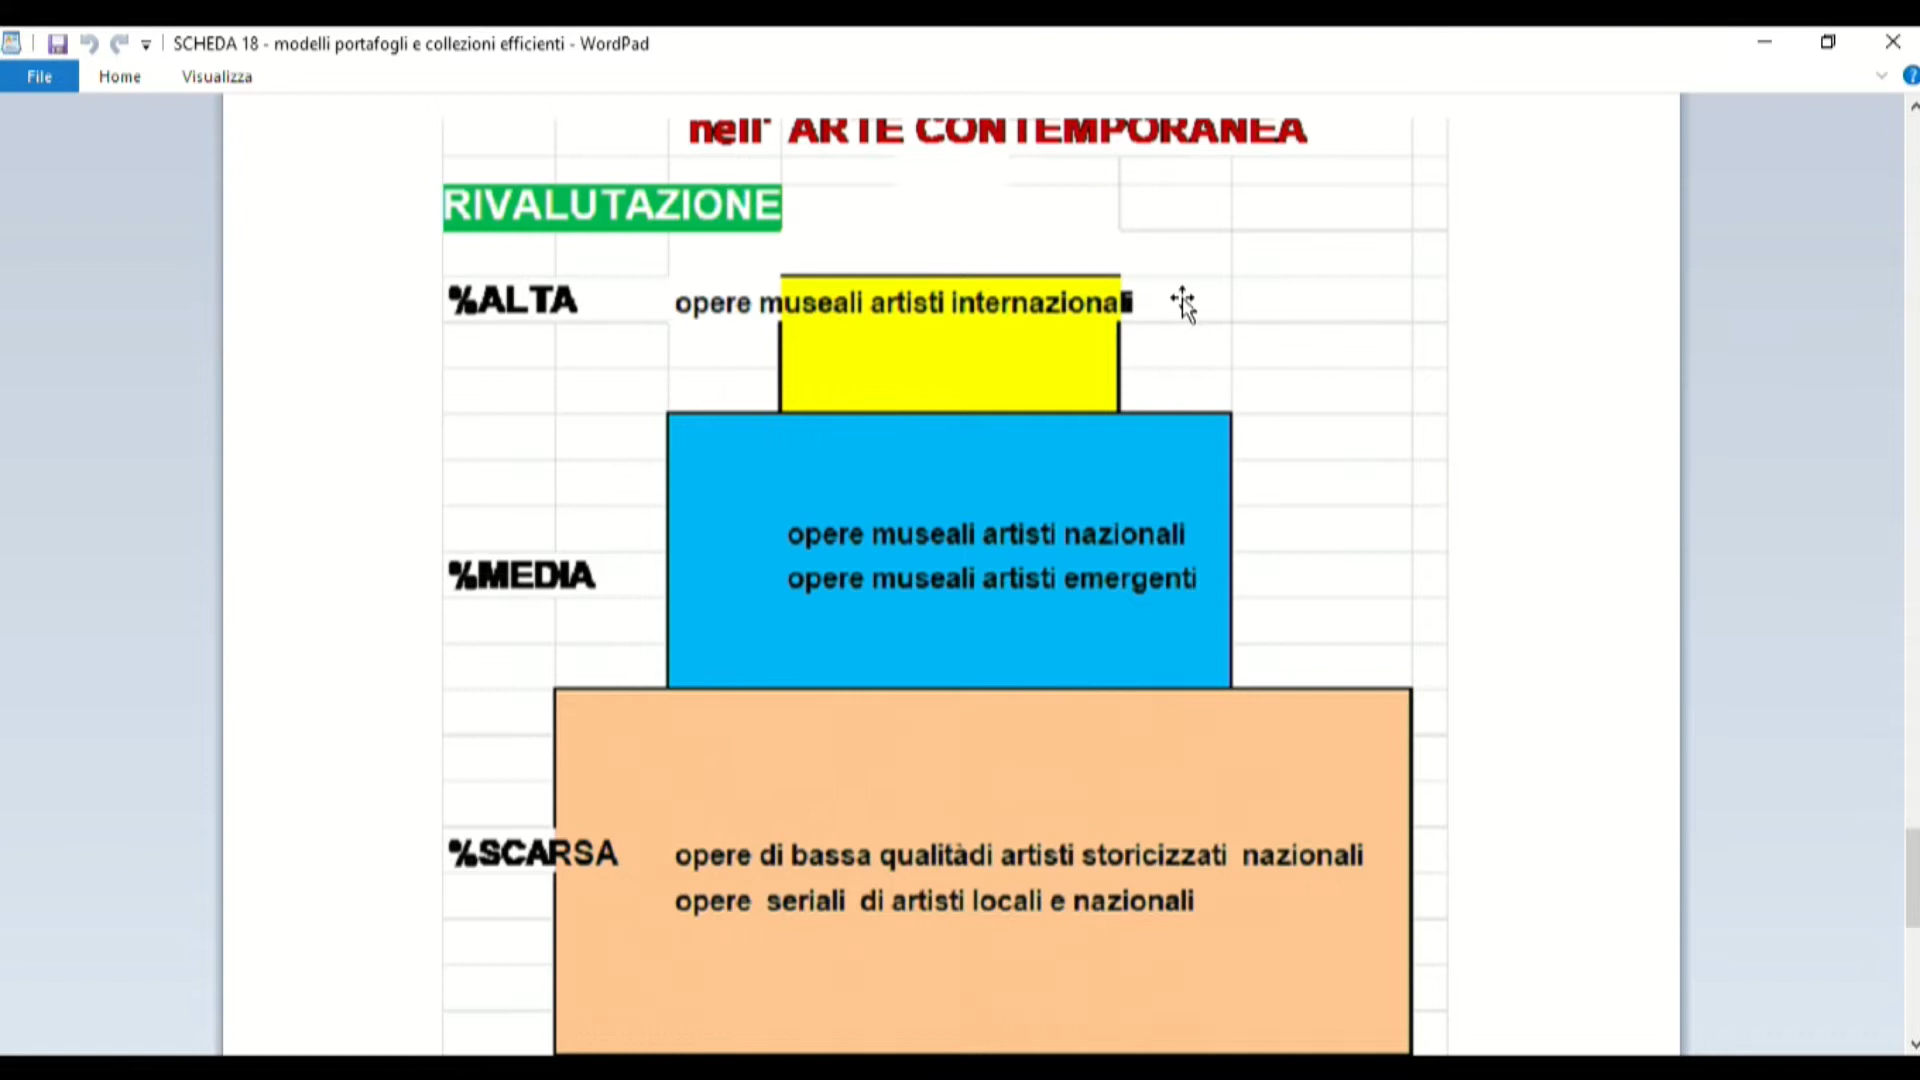 SCHEDA 18 - modelli portafogli e collezioni efficienti - WordPad
File Home Visualizza
nell' ARTE CONTEMPORANEA
RIVALUTAZIONE
%ALTA opere museali artisti internazionali
opere museali artisti nazionali
%MEDIA opere museali artisti emergenti
%SCARSA opere di bassa qualitàdi artisti storicizzati nazionali
opere seriali di artisti locali e nazionali